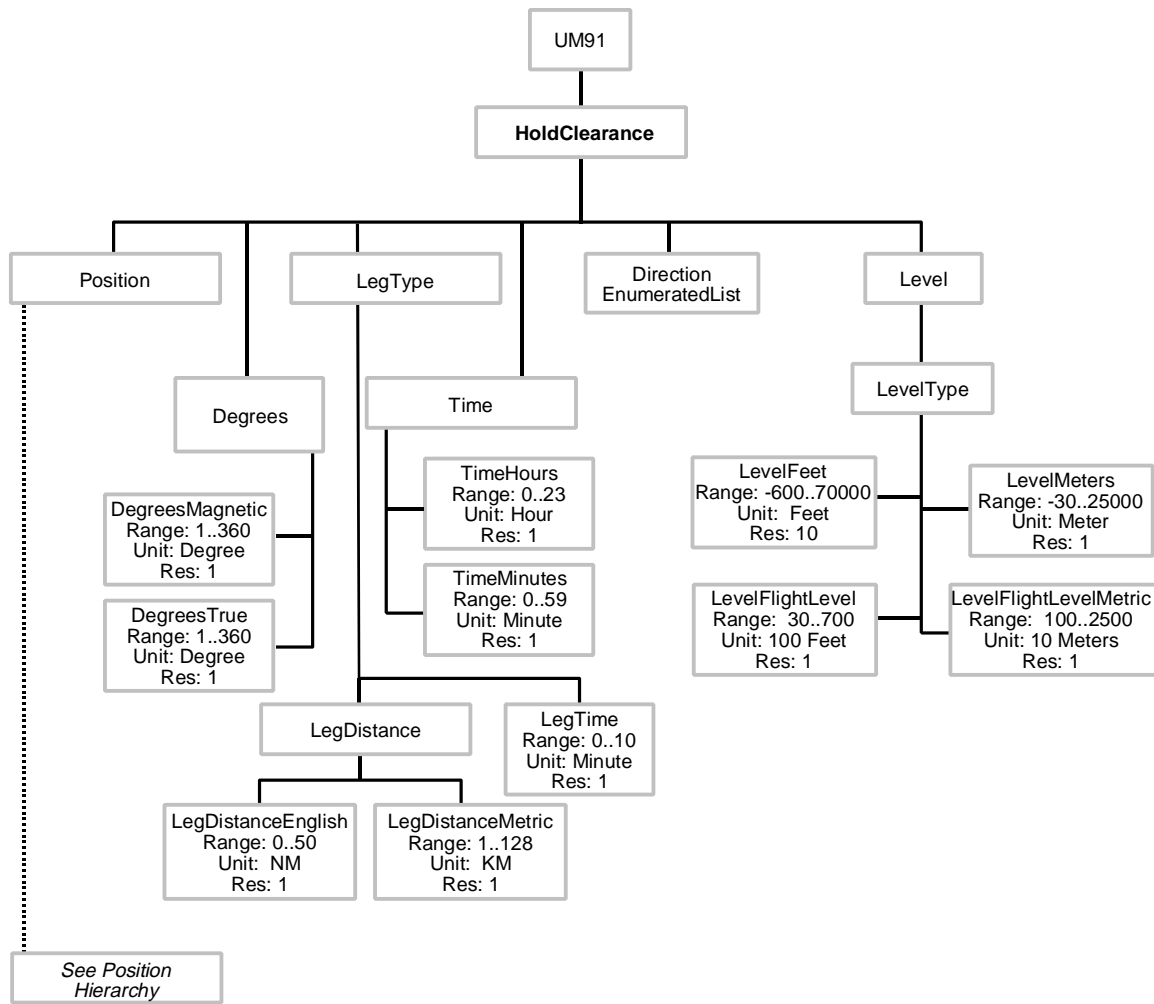 UM91
HoldClearance
Position
LegType
Direction
EnumeratedList
Level
Degrees
Time
LevelType
DegreesMagnetic
Range: 1..360
Unit: Degree
Res: 1
DegreesTrue
Range: 1..360
Unit: Degree
Res: 1
TimeHours
Range: 0..23
Unit: Hour
Res: 1
TimeMinutes
Range: 0..59
Unit: Minute
Res: 1
LevelFeet
Range: -600..70000
Unit: Feet
Res: 10
LevelMeters
Range: -30..25000
Unit: Meter
Res: 1
LevelFlightLevel
Range: 30..700
Unit: 100 Feet
Res: 1
LevelFlightLevelMetric
Range: 100..2500
Unit: 10 Meters
Res: 1
LegDistance
LegTime
Range: 0..10
Unit: Minute
Res: 1
LegDistanceEnglish
Range: 0..50
Unit: NM
Res: 1
LegDistanceMetric
Range: 1..128
Unit: KM
Res: 1
See Position
Hierarchy